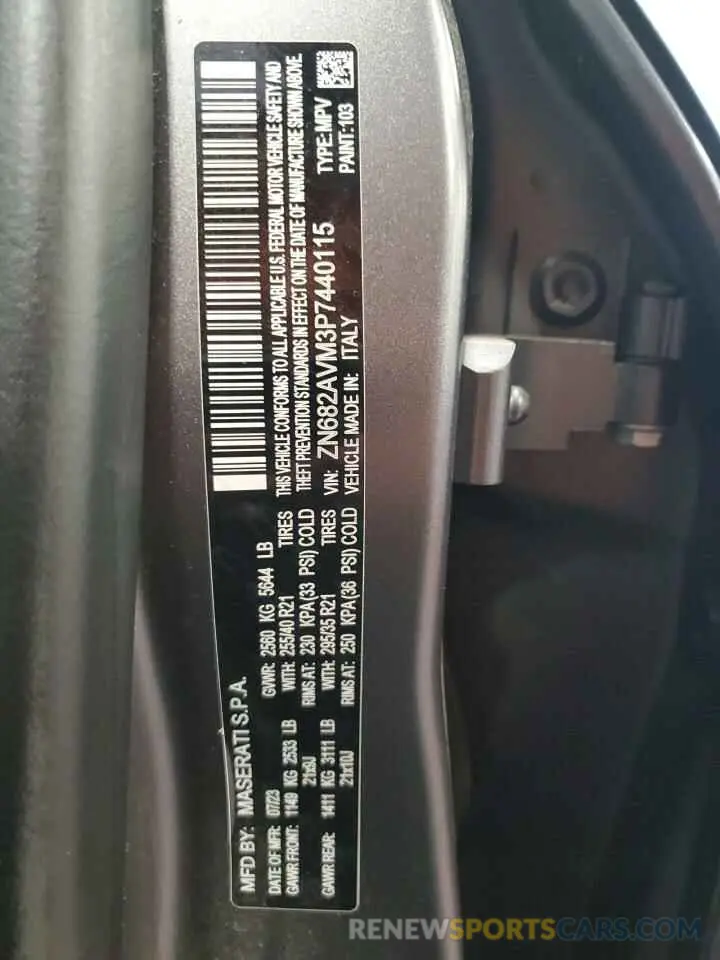 MFD BY: MASERATI S.P.A.
DATE OF MFR: 07/23 GVWR: 2560 KG 5644 LB
GAWR FRONT: 1149 KG 2533 LB WITH: 255/40 R21 TIRES
21x9J RIMS AT: 230 KPA(33 PSI) COLD
GAWR REAR: 1411 KG 3111 LB WITH: 295/35 R21 TIRES
21x10J RIMS AT: 250 KPA(36 PSI) COLD
THIS VEHICLE CONFORMS TO ALL APPLICABLE U.S. FEDERAL MOTOR VEHICLE SAFETY AND
THEFT PREVENTION STANDARDS IN EFFECT ON THE DATE OF MANUFACTURE SHOWN ABOVE.
VIN: ZN682AVM3P7440115 TYPE:MPV
VEHICLE MADE IN: ITALY PAINT:103
RENEWSPORTCARS.COM